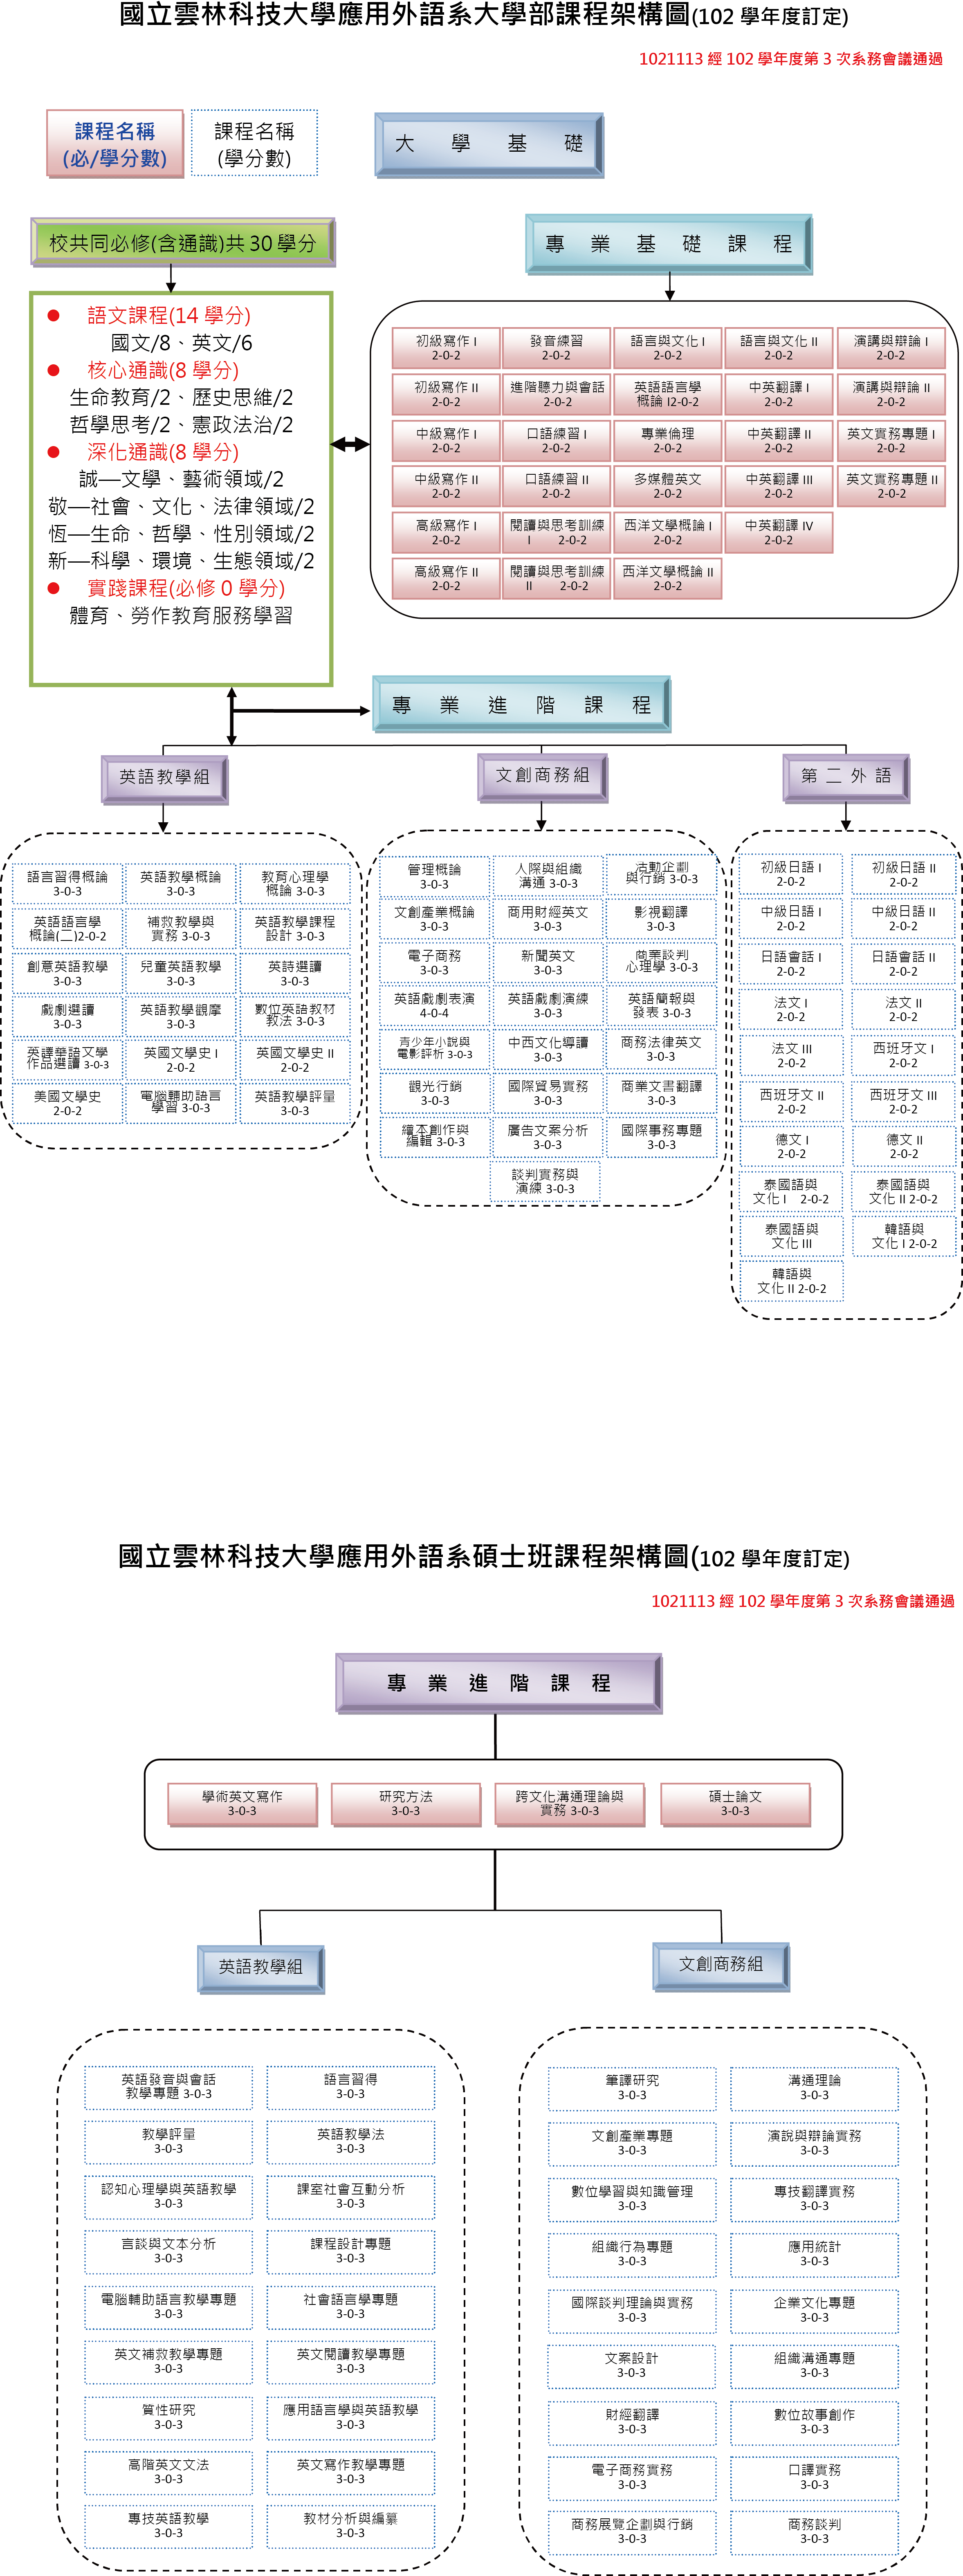 國立雲林科技大學應用外語系大學部課程架構圖(102 學年度訂定)
1021113 經 102 學年度第 3 次系務會議通過
課程名稱
(必/學分數)
課程名稱
(學分數)
大學基礎
校共同必修(含通識)共 30 學分
● 語文課程(14 學分)
國文/8、英文/6
● 核心通識(8 學分)
生命教育/2、歷史思維/2
哲學思考/2、憲政法治/2
● 深化通識(8 學分)
誠—文學、藝術領域/2
敬—社會、文化、法律領域/2
恆—生命、哲學、性別領域/2
新—科學、環境、生態領域/2
● 實踐課程(必修 0 學分)
體育、勞作教育服務學習
專業基礎課程
初級寫作 I
2-0-2
發音練習
2-0-2
語言與文化 I
2-0-2
語言與文化 II
2-0-2
演講與辯論 I
2-0-2
初級寫作 II
2-0-2
進階聽力與會話
2-0-2
英語語言學
概論 I2-0-2
中英翻譯 I
2-0-2
演講與辯論 II
2-0-2
中級寫作 I
2-0-2
口語練習 I
2-0-2
專業倫理
2-0-2
中英翻譯 II
2-0-2
英文實務專題 I
2-0-2
中級寫作 II
2-0-2
口語練習 II
2-0-2
多媒體英文
2-0-2
中英翻譯 III
2-0-2
英文實務專題 II
2-0-2
高級寫作 I
2-0-2
閱讀與思考訓練
I 2-0-2
西洋文學概論 I
2-0-2
中英翻譯 IV
2-0-2
高級寫作 II
2-0-2
閱讀與思考訓練
II 2-0-2
西洋文學概論 II
2-0-2
專業進階課程
英語教學組
語言習得概論
3-0-3
英語教學概論
3-0-3
教育心理學
概論 3-0-3
英語語言學
概論(二)2-0-2
補救教學與
實務 3-0-3
英語教學課程
設計 3-0-3
創意英語教學
3-0-3
兒童英語教學
3-0-3
英詩選讀
3-0-3
戲劇選讀
3-0-3
英語教學觀摩
3-0-3
數位英語教材
教法 3-0-3
英譯華語文學
作品選讀 3-0-3
英國文學史 I
2-0-2
英國文學史 II
2-0-2
美國文學史
2-0-2
電腦輔助語言
學習 3-0-3
英語教學評量
3-0-3
文創商務組
管理概論
3-0-3
人際與組織
溝通 3-0-3
活動企劃
與行銷 3-0-3
文創產業概論
3-0-3
商用財經英文
3-0-3
影視翻譯
3-0-3
電子商務
3-0-3
新聞英文
3-0-3
商業談判
心理學 3-0-3
英語戲劇表演
4-0-4
英語戲劇演練
3-0-3
英語簡報與
發表 3-0-3
青少年小說與
電影評析 3-0-3
中西文化導讀
3-0-3
商務法律英文
3-0-3
觀光行銷
3-0-3
國際貿易實務
3-0-3
商業文書翻譯
3-0-3
繪本創作與
編輯 3-0-3
廣告文案分析
3-0-3
國際事務專題
3-0-3
談判實務與
演練 3-0-3
第二外語
初級日語 I
2-0-2
初級日語 II
2-0-2
中級日語 I
2-0-2
中級日語 II
2-0-2
日語會話 I
2-0-2
日語會話 II
2-0-2
法文 I
2-0-2
法文 II
2-0-2
法文 III
2-0-2
西班牙文 I
2-0-2
西班牙文 II
2-0-2
西班牙文 III
2-0-2
德文 I
2-0-2
德文 II
2-0-2
泰國語與
文化 I 2-0-2
泰國語與
文化 II 2-0-2
泰國語與
文化 III
韓語與
文化 I 2-0-2
韓語與
文化 II 2-0-2
國立雲林科技大學應用外語系碩士班課程架構圖(102 學年度訂定)
1021113 經 102 學年度第 3 次系務會議通過
專業進階課程
學術英文寫作
3-0-3
研究方法
3-0-3
跨文化溝通理論與
實務 3-0-3
碩士論文
3-0-3
英語教學組
英語發音與會話
教學專題 3-0-3
語言習得
3-0-3
教學評量
3-0-3
英語教學法
3-0-3
認知心理學與英語教學
3-0-3
課室社會互動分析
3-0-3
言談與文本分析
3-0-3
課程設計專題
3-0-3
電腦輔助語言教學專題
3-0-3
社會語言學專題
3-0-3
英文補救教學專題
3-0-3
英文閱讀教學專題
3-0-3
質性研究
3-0-3
應用語言學與英語教學
3-0-3
高階英文文法
3-0-3
英文寫作教學專題
3-0-3
專技英語教學
3-0-3
教材分析與編纂
3-0-3
文創商務組
筆譯研究
3-0-3
溝通理論
3-0-3
文創產業專題
3-0-3
演說與辯論實務
3-0-3
數位學習與知識管理
3-0-3
專技翻譯實務
3-0-3
組織行為專題
3-0-3
應用統計
3-0-3
國際談判理論與實務
3-0-3
企業文化專題
3-0-3
文案設計
3-0-3
組織溝通專題
3-0-3
財經翻譯
3-0-3
數位故事創作
3-0-3
電子商務實務
3-0-3
口譯實務
3-0-3
商務展覽企劃與行銷
3-0-3
商務談判
3-0-3